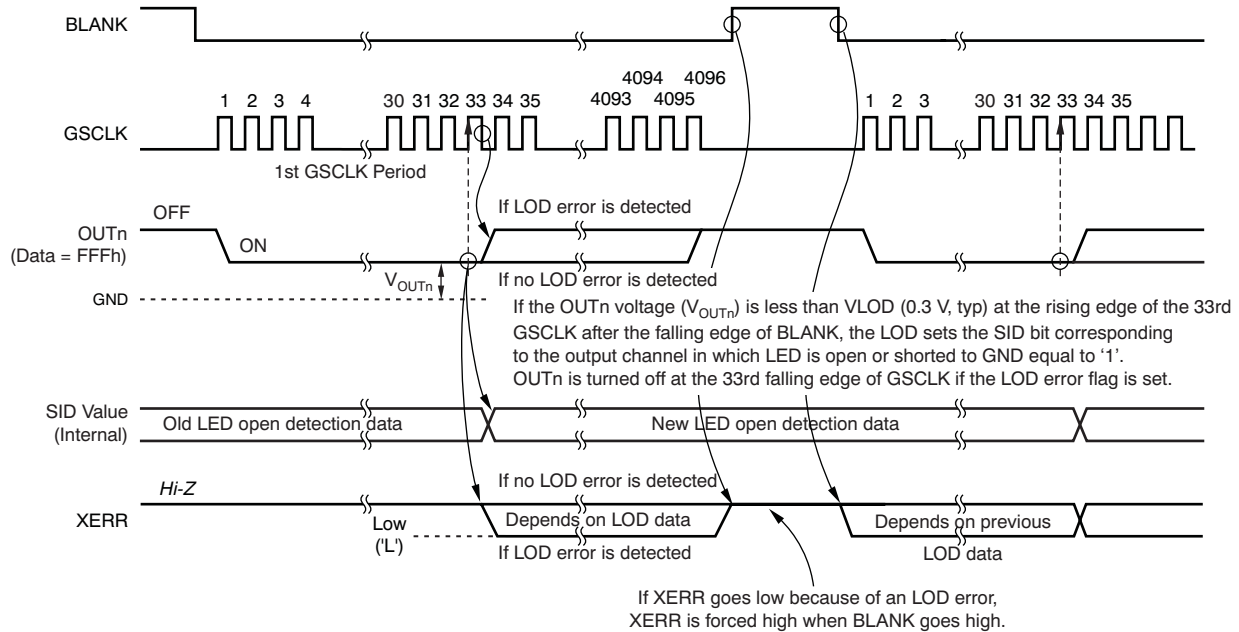 BLANK
4094 4096
1 2 3 4 30 31 32 33 34 35 4093 4095 1 2 3 30 31 32 33 34 35
GSCLK
1st GSCLK Period
OFF
If LOD error is detected
OUTn
(Data = FFFh)
ON
VOUTn
If no LOD error is detected
GND
If the OUTn voltage (VOUTn) is less than VLOD (0.3 V, typ) at the rising edge of the 33rd
GSCLK after the falling edge of BLANK, the LOD sets the SID bit corresponding
to the output channel in which LED is open or shorted to GND equal to ‘1’.
OUTn is turned off at the 33rd falling edge of GSCLK if the LOD error flag is set.
SID Value
(Internal)
Old LED open detection data
New LED open detection data
Hi-Z
If no LOD error is detected
XERR
Low
('L')
Depends on LOD data
Depends on previous
LOD data
If LOD error is detected
If XERR goes low because of an LOD error,
XERR is forced high when BLANK goes high.